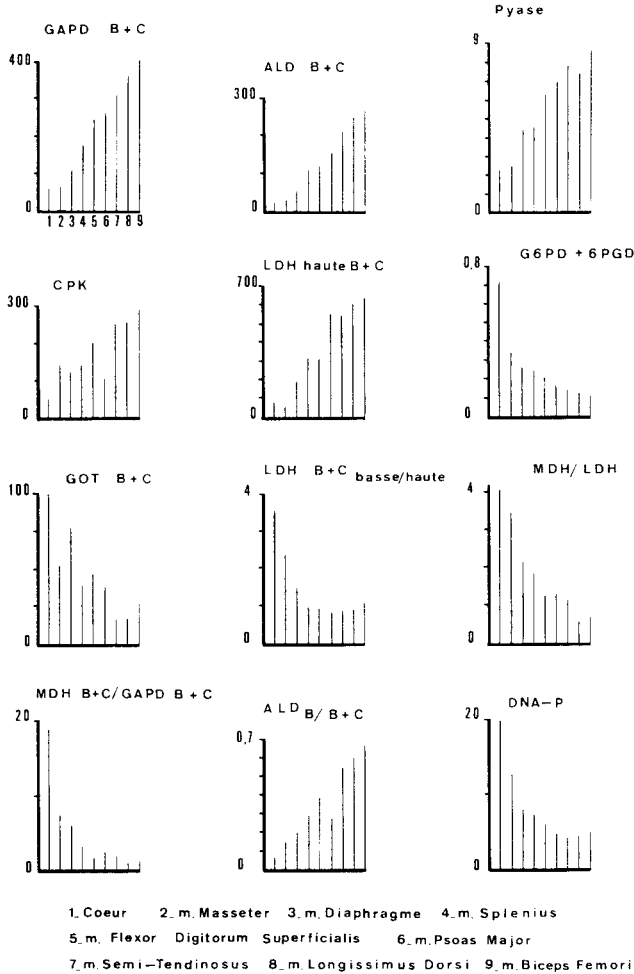 GAPD B+C
400
0
1 2 3 4 5 6 7 8 9
ALD B+C
300
0
Pyase
9
0
CPK
300
0
LDH haute B+C
700
0
G6PD + 6PGD
0,8
0
GOT B+C
100
0
LDH B+C basse/haute
4
0
MDH/ LDH
4
0
MDH B+C/GAPD B+C
20
0
ALD B/ B+C
0,7
0
DNA-P
20
0
1_Coeur 2_m.Masseter 3_m.Diaphragme 4_m.Splenius
5_m. Flexor Digitorum Superficialis 6_m.Psoas Major
7_m.Semi-Tendinosus 8_m.Longissimus Dorsi 9_m.Biceps Femori